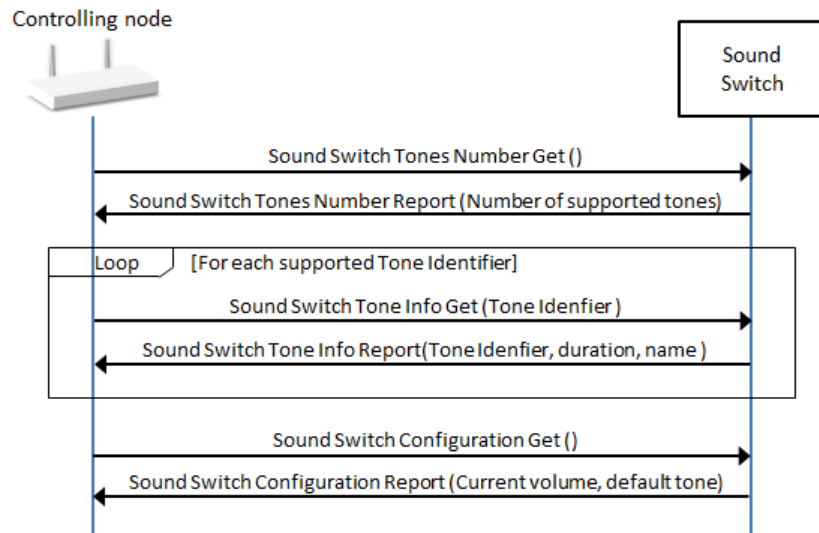 Controlling node
Sound
Switch
Sound Switch Tones Number Get ()
Sound Switch Tones Number Report (Number of supported tones)
Loop [For each supported Tone Identifier]
Sound Switch Tone Info Get (Tone Idenfier )
Sound Switch Tone Info Report(Tone Idenfier, duration, name )
Sound Switch Configuration Get ()
Sound Switch Configuration Report (Current volume, default tone)